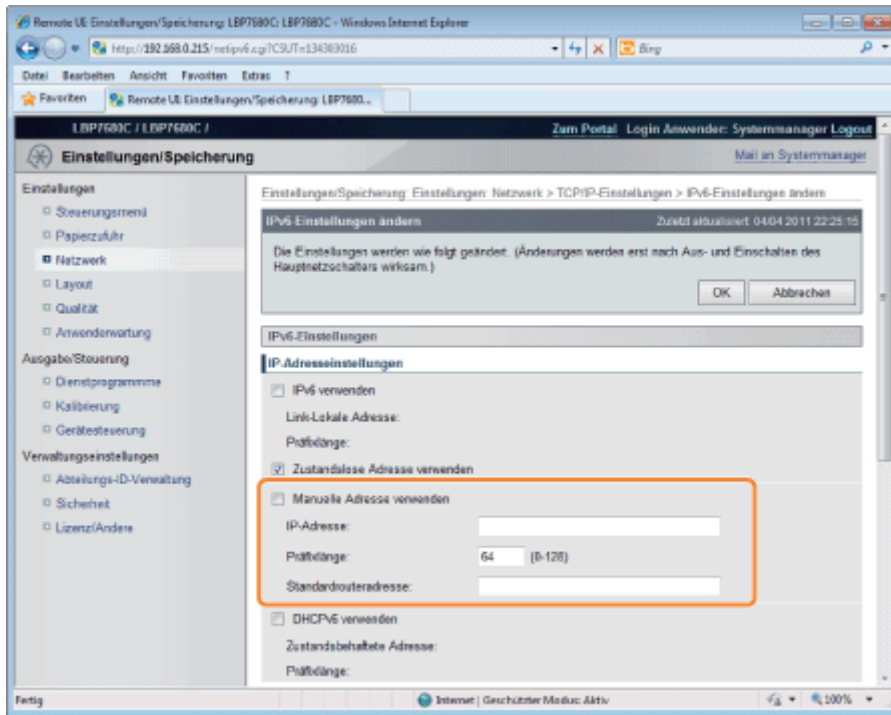 Remote UI: Einstellungen/Speicherung: LBP7680C: LBP7680C - Windows Internet Explorer
http://192.168.0.215/netipv6.cgi?CSUT=134303016
Bing
Datei Bearbeiten Ansicht Favoriten Extras ?
Favoriten Remote UI: Einstellungen/Speicherung: LBP7680...
LBP7680C / LBP7680C / Zum Portal Login Anwender: Systemmanager Logout
Einstellungen/Speicherung Mail an Systemmanager
Einstellungen
Steuerungsmenü
Papierzufuhr
Netzwerk
Layout
Qualität
Anwenderwartung
Ausgabe/Steuerung
Dienstprogrammme
Kalibrierung
Gerätesteuerung
Verwaltungseinstellungen
Abteilungs-ID-Verwaltung
Sicherheit
Lizenz/Andere
Einstellungen/Speicherung: Einstellungen: Netzwerk > TCP/IP-Einstellungen > IPv6-Einstellungen ändern
IPv6-Einstellungen ändern Zuletzt aktualisiert: 04/04 2011 22:25:15
Die Einstellungen werden wie folgt geändert. (Änderungen werden erst nach Aus- und Einschalten des
Hauptnetzschalters wirksam.)
OK Abbrechen
IPv6-Einstellungen
IP-Adresseinstellungen
IPv6 verwenden
Link-Lokale Adresse:
Präfixlänge:
Zustandslose Adresse verwenden
Manuelle Adresse verwenden
IP-Adresse:
Präfixlänge: 64 (0-128)
Standardrouteradresse:
DHCPv6 verwenden
Zustandsbehaftete Adresse:
Präfixlänge:
Fertig Internet | Geschützter Modus: Aktiv 100%